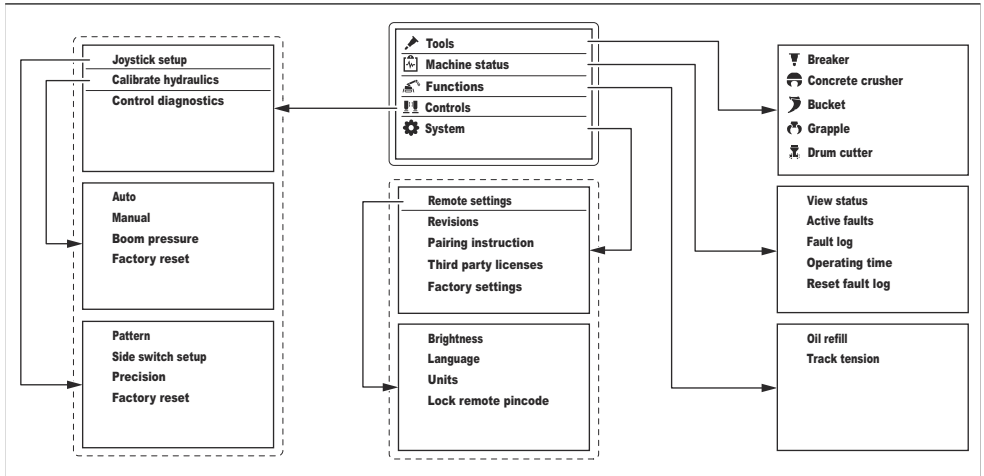 Joystick setup
Calibrate hydraulics
Control diagnostics
Auto
Manual
Boom pressure
Factory reset
Pattern
Side switch setup
Precision
Factory reset
Tools
Machine status
Functions
Controls
System
Remote settings
Revisions
Pairing instruction
Third party licenses
Factory settings
Brightness
Language
Units
Lock remote pincode
Breaker
Concrete crusher
Bucket
Grapple
Drum cutter
View status
Active faults
Fault log
Operating time
Reset fault log
Oil refill
Track tension